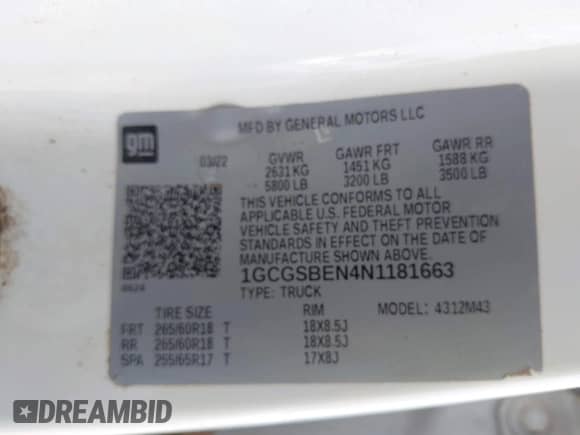 gm
MFD BY GENERAL MOTORS LLC
03/22
GVWR GAWR FRT GAWR RR
2631 KG 1451 KG 1588 KG
5800 LB 3200 LB 3500 LB
THIS VEHICLE CONFORMS TO ALL
APPLICABLE U.S. FEDERAL MOTOR
VEHICLE SAFETY AND THEFT PREVENTION
STANDARDS IN EFFECT ON THE DATE OF
MANUFACTURE SHOWN ABOVE.
1GCGSBEN4N1181663
TYPE: TRUCK MODEL: 4312M43
TIRE SIZE RIM
FRT 265/60R18 T 18X8.5J
RR 265/60R18 T 18X8.5J
SPA 255/65R17 T 17X8J
DREAMBID